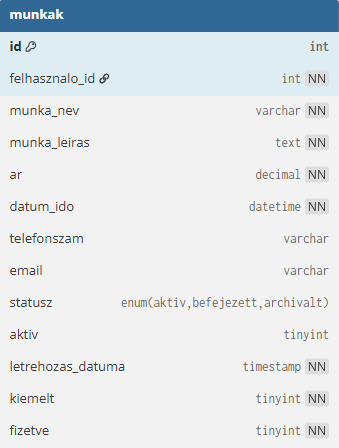 munkak
id int
felhasznalo_id int NN
munka_nev varchar NN
munka_leiras text NN
ar decimal NN
datum_ido datetime NN
telefonszam varchar
email varchar
statusz enum(aktiv,befejezett,archivalt)
aktiv tinyint
letrehozas_datuma timestamp NN
kiemelt tinyint NN
fizetve tinyint NN